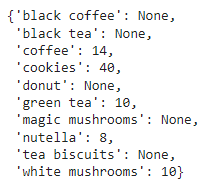 {'black coffee': None,
'black tea': None,
'coffee': 14,
'cookies': 40,
'donut': None,
'green tea': 10,
'magic mushrooms': None,
'nutella': 8,
'tea biscuits': None,
'white mushrooms': 10}